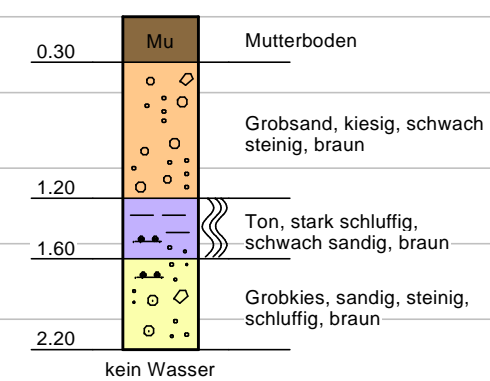 Mu Mutterboden
0.30
Grobsand, kiesig, schwach
steinig, braun
1.20
Ton, stark schluffig,
schwach sandig, braun
1.60
Grobkies, sandig, steinig,
schluffig, braun
2.20
kein Wasser